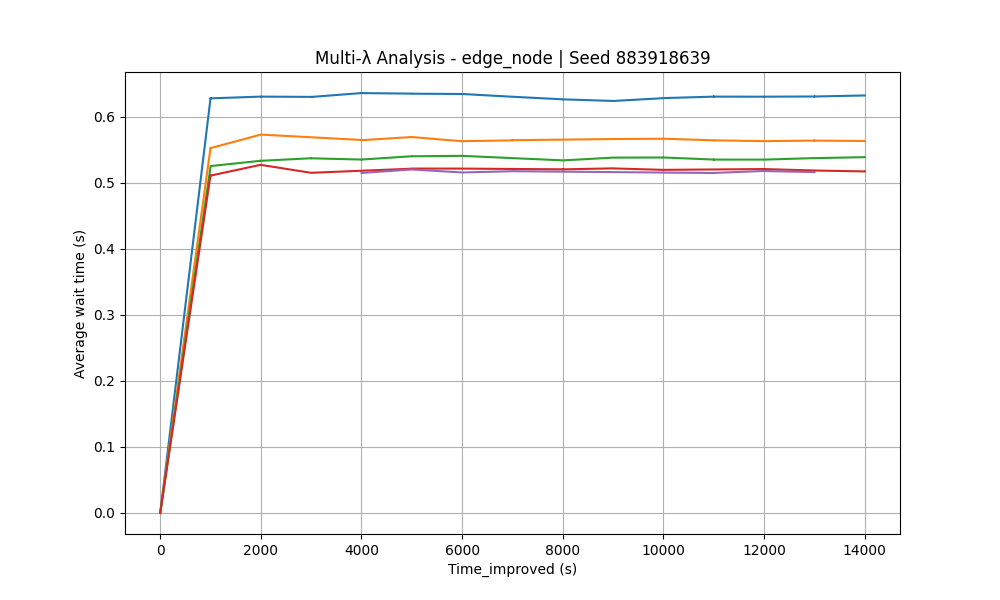 Multi-λ Analysis - edge_node | Seed 883918639
Average wait time (s)
0.6
0.5
0.4
0.3
0.2
0.1
0.0
0 2000 4000 6000 8000 10000 12000 14000
Time_improved (s)